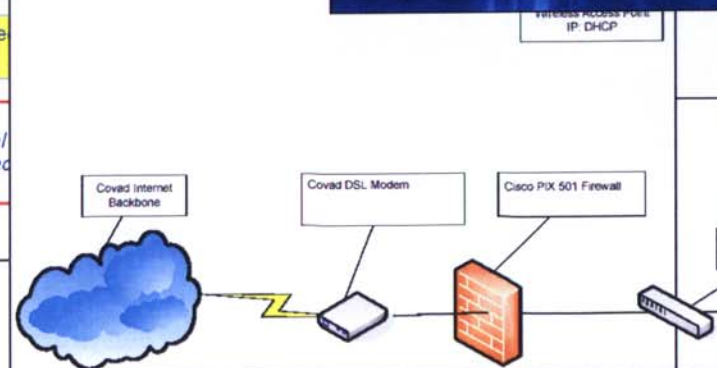 Wireless Access Point
IP: DHCP
Covad Internet
Backbone
Covad DSL Modem
Cisco PIX 501 Firewall